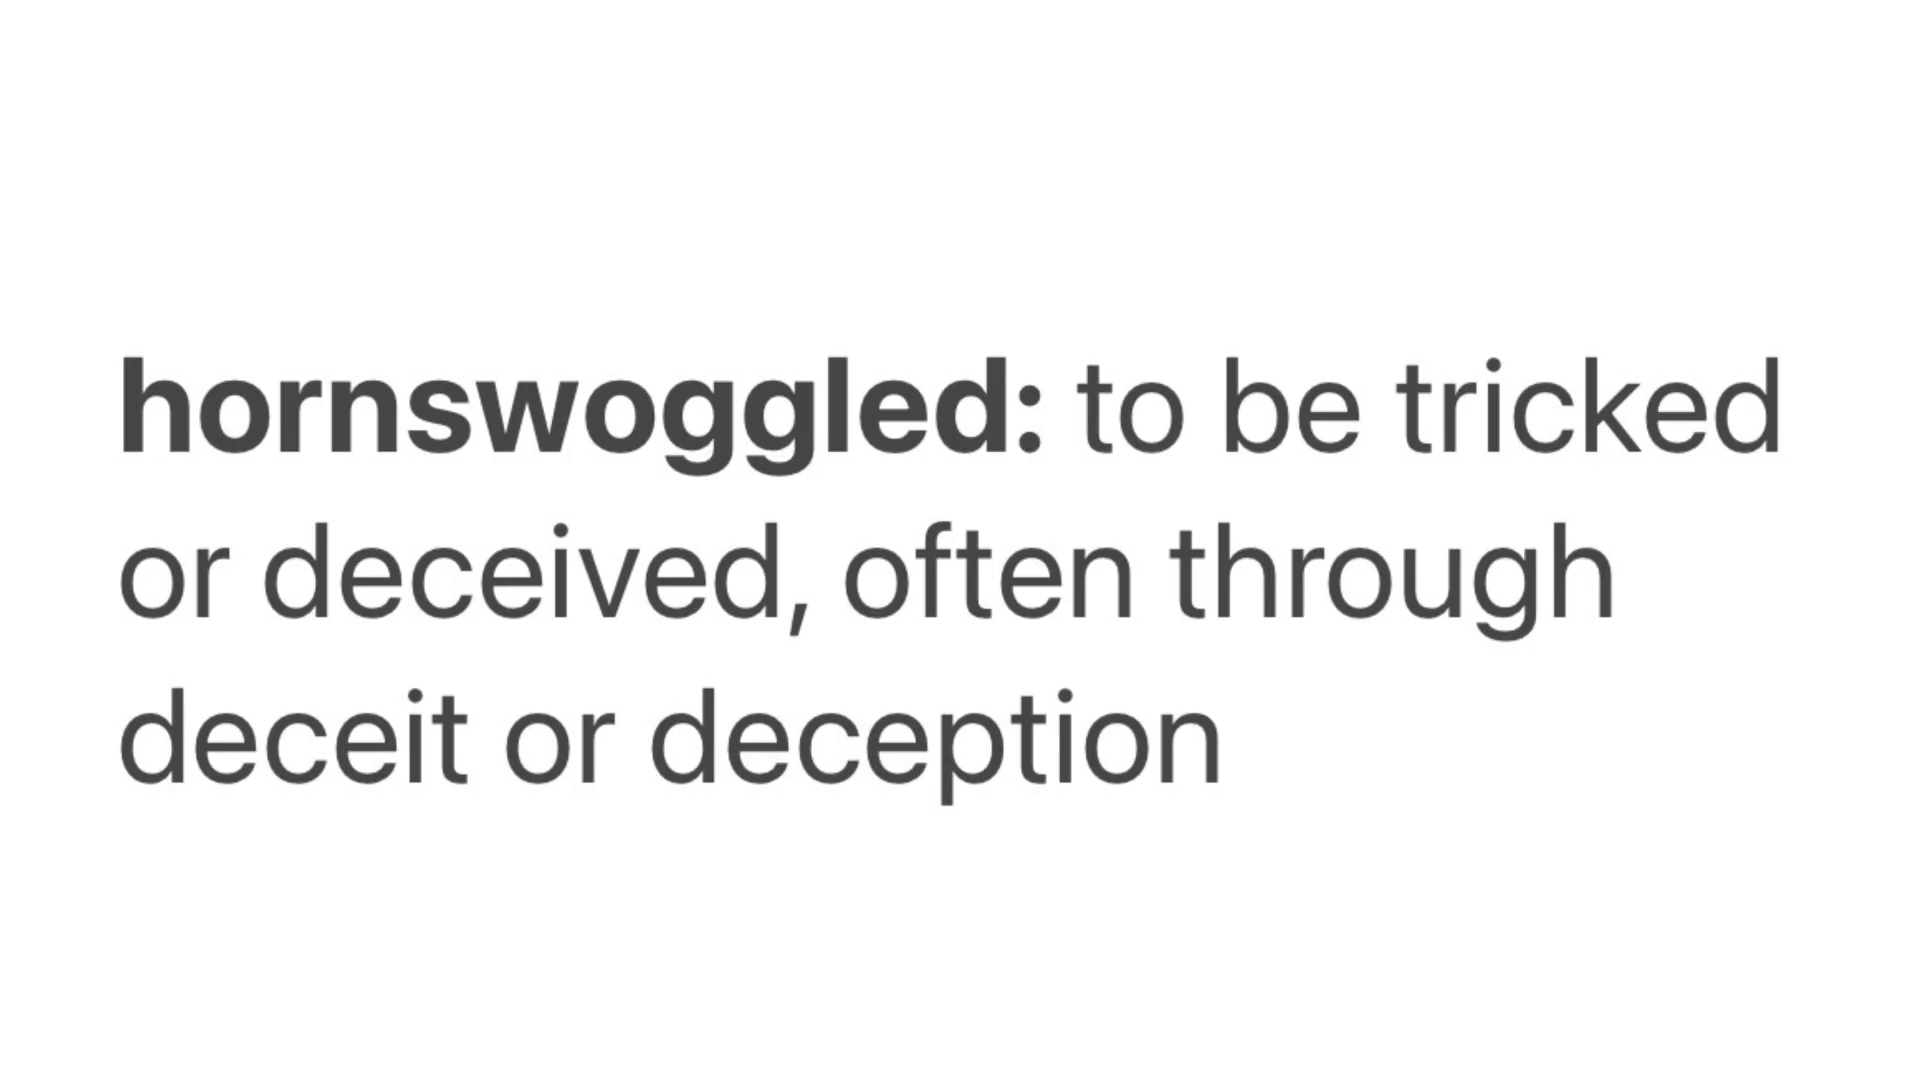 hornswoggled: to be tricked
or deceived, often through
deceit or deception